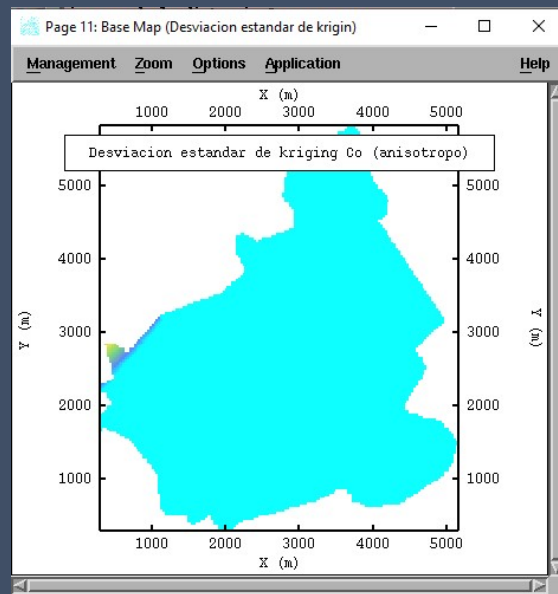 Page 11: Base Map (Desviacion estandar de krigin)
Management Zoom Options Application Help
X (m)
1000 2000 3000 4000 5000
Desviacion estandar de kriging Co (anisotropo)
5000 5000
4000 4000
Y (m) Y (m)
3000 3000
2000 2000
1000 1000
1000 2000 3000 4000 5000
X (m)